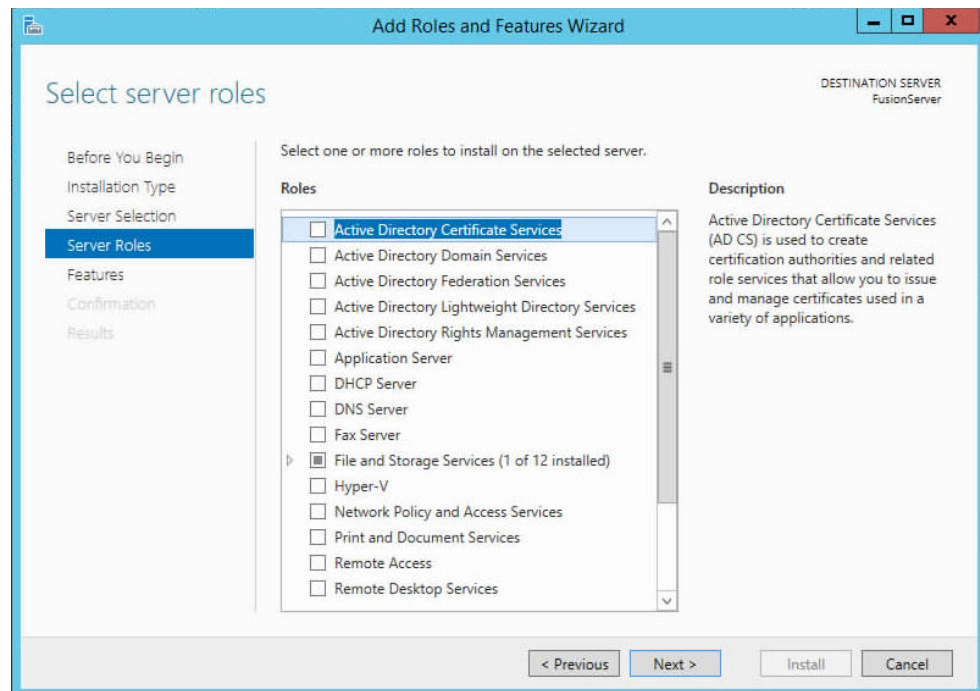 Add Roles and Features Wizard
Select server roles
DESTINATION SERVER
FusionServer
Before You Begin
Installation Type
Server Selection
Server Roles
Features
Confirmation
Results
Select one or more roles to install on the selected server.
Roles
Active Directory Certificate Services
Active Directory Domain Services
Active Directory Federation Services
Active Directory Lightweight Directory Services
Active Directory Rights Management Services
Application Server
DHCP Server
DNS Server
Fax Server
File and Storage Services (1 of 12 installed)
Hyper-V
Network Policy and Access Services
Print and Document Services
Remote Access
Remote Desktop Services
Description
Active Directory Certificate Services
(AD CS) is used to create
certification authorities and related
role services that allow you to issue
and manage certificates used in a
variety of applications.
< Previous
Next >
Install
Cancel